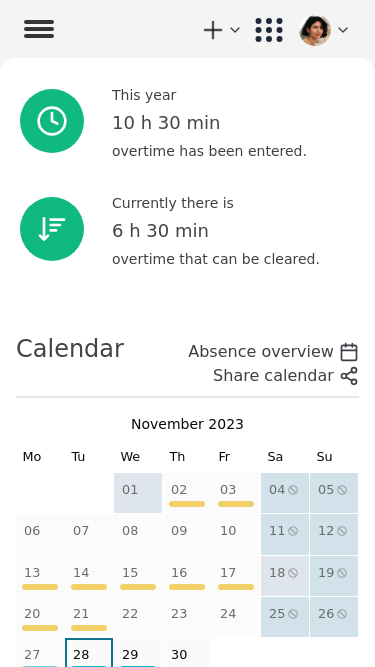 This year
10 h 30 min
overtime has been entered.
Currently there is
6 h 30 min
overtime that can be cleared.
Calendar
Absence overview
Share calendar
November 2023
Mo Tu We Th Fr Sa Su
01 02 03 04 05
06 07 08 09 10 11 12
13 14 15 16 17 18 19
20 21 22 23 24 25 26
27 28 29 30